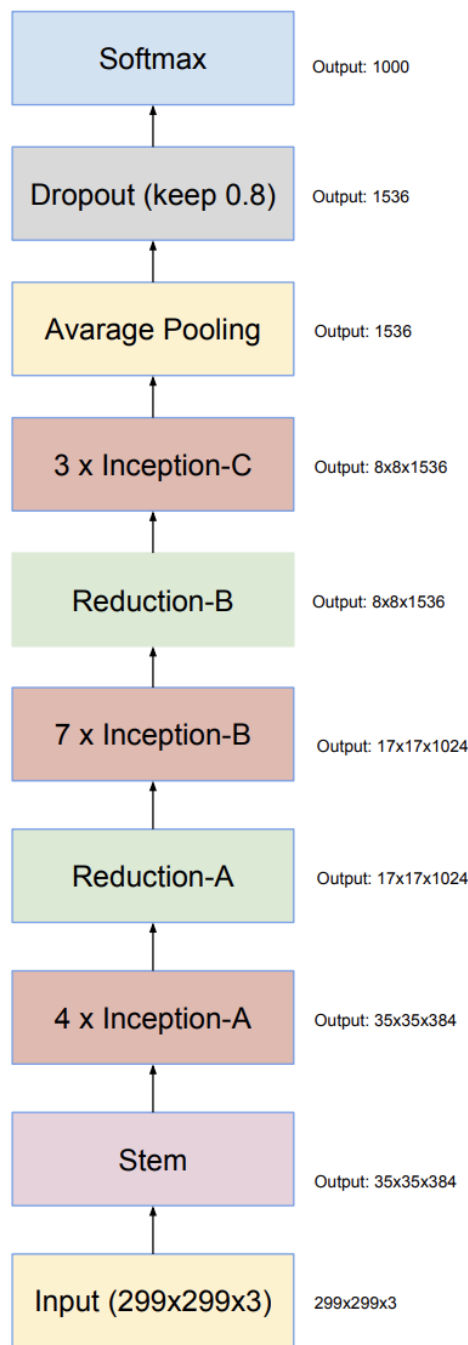 Softmax
Output: 1000
Dropout (keep 0.8)
Output: 1536
Avarage Pooling
Output: 1536
3 x Inception-C
Output: 8x8x1536
Reduction-B
Output: 8x8x1536
7 x Inception-B
Output: 17x17x1024
Reduction-A
Output: 17x17x1024
4 x Inception-A
Output: 35x35x384
Stem
Output: 35x35x384
Input (299x299x3)
299x299x3